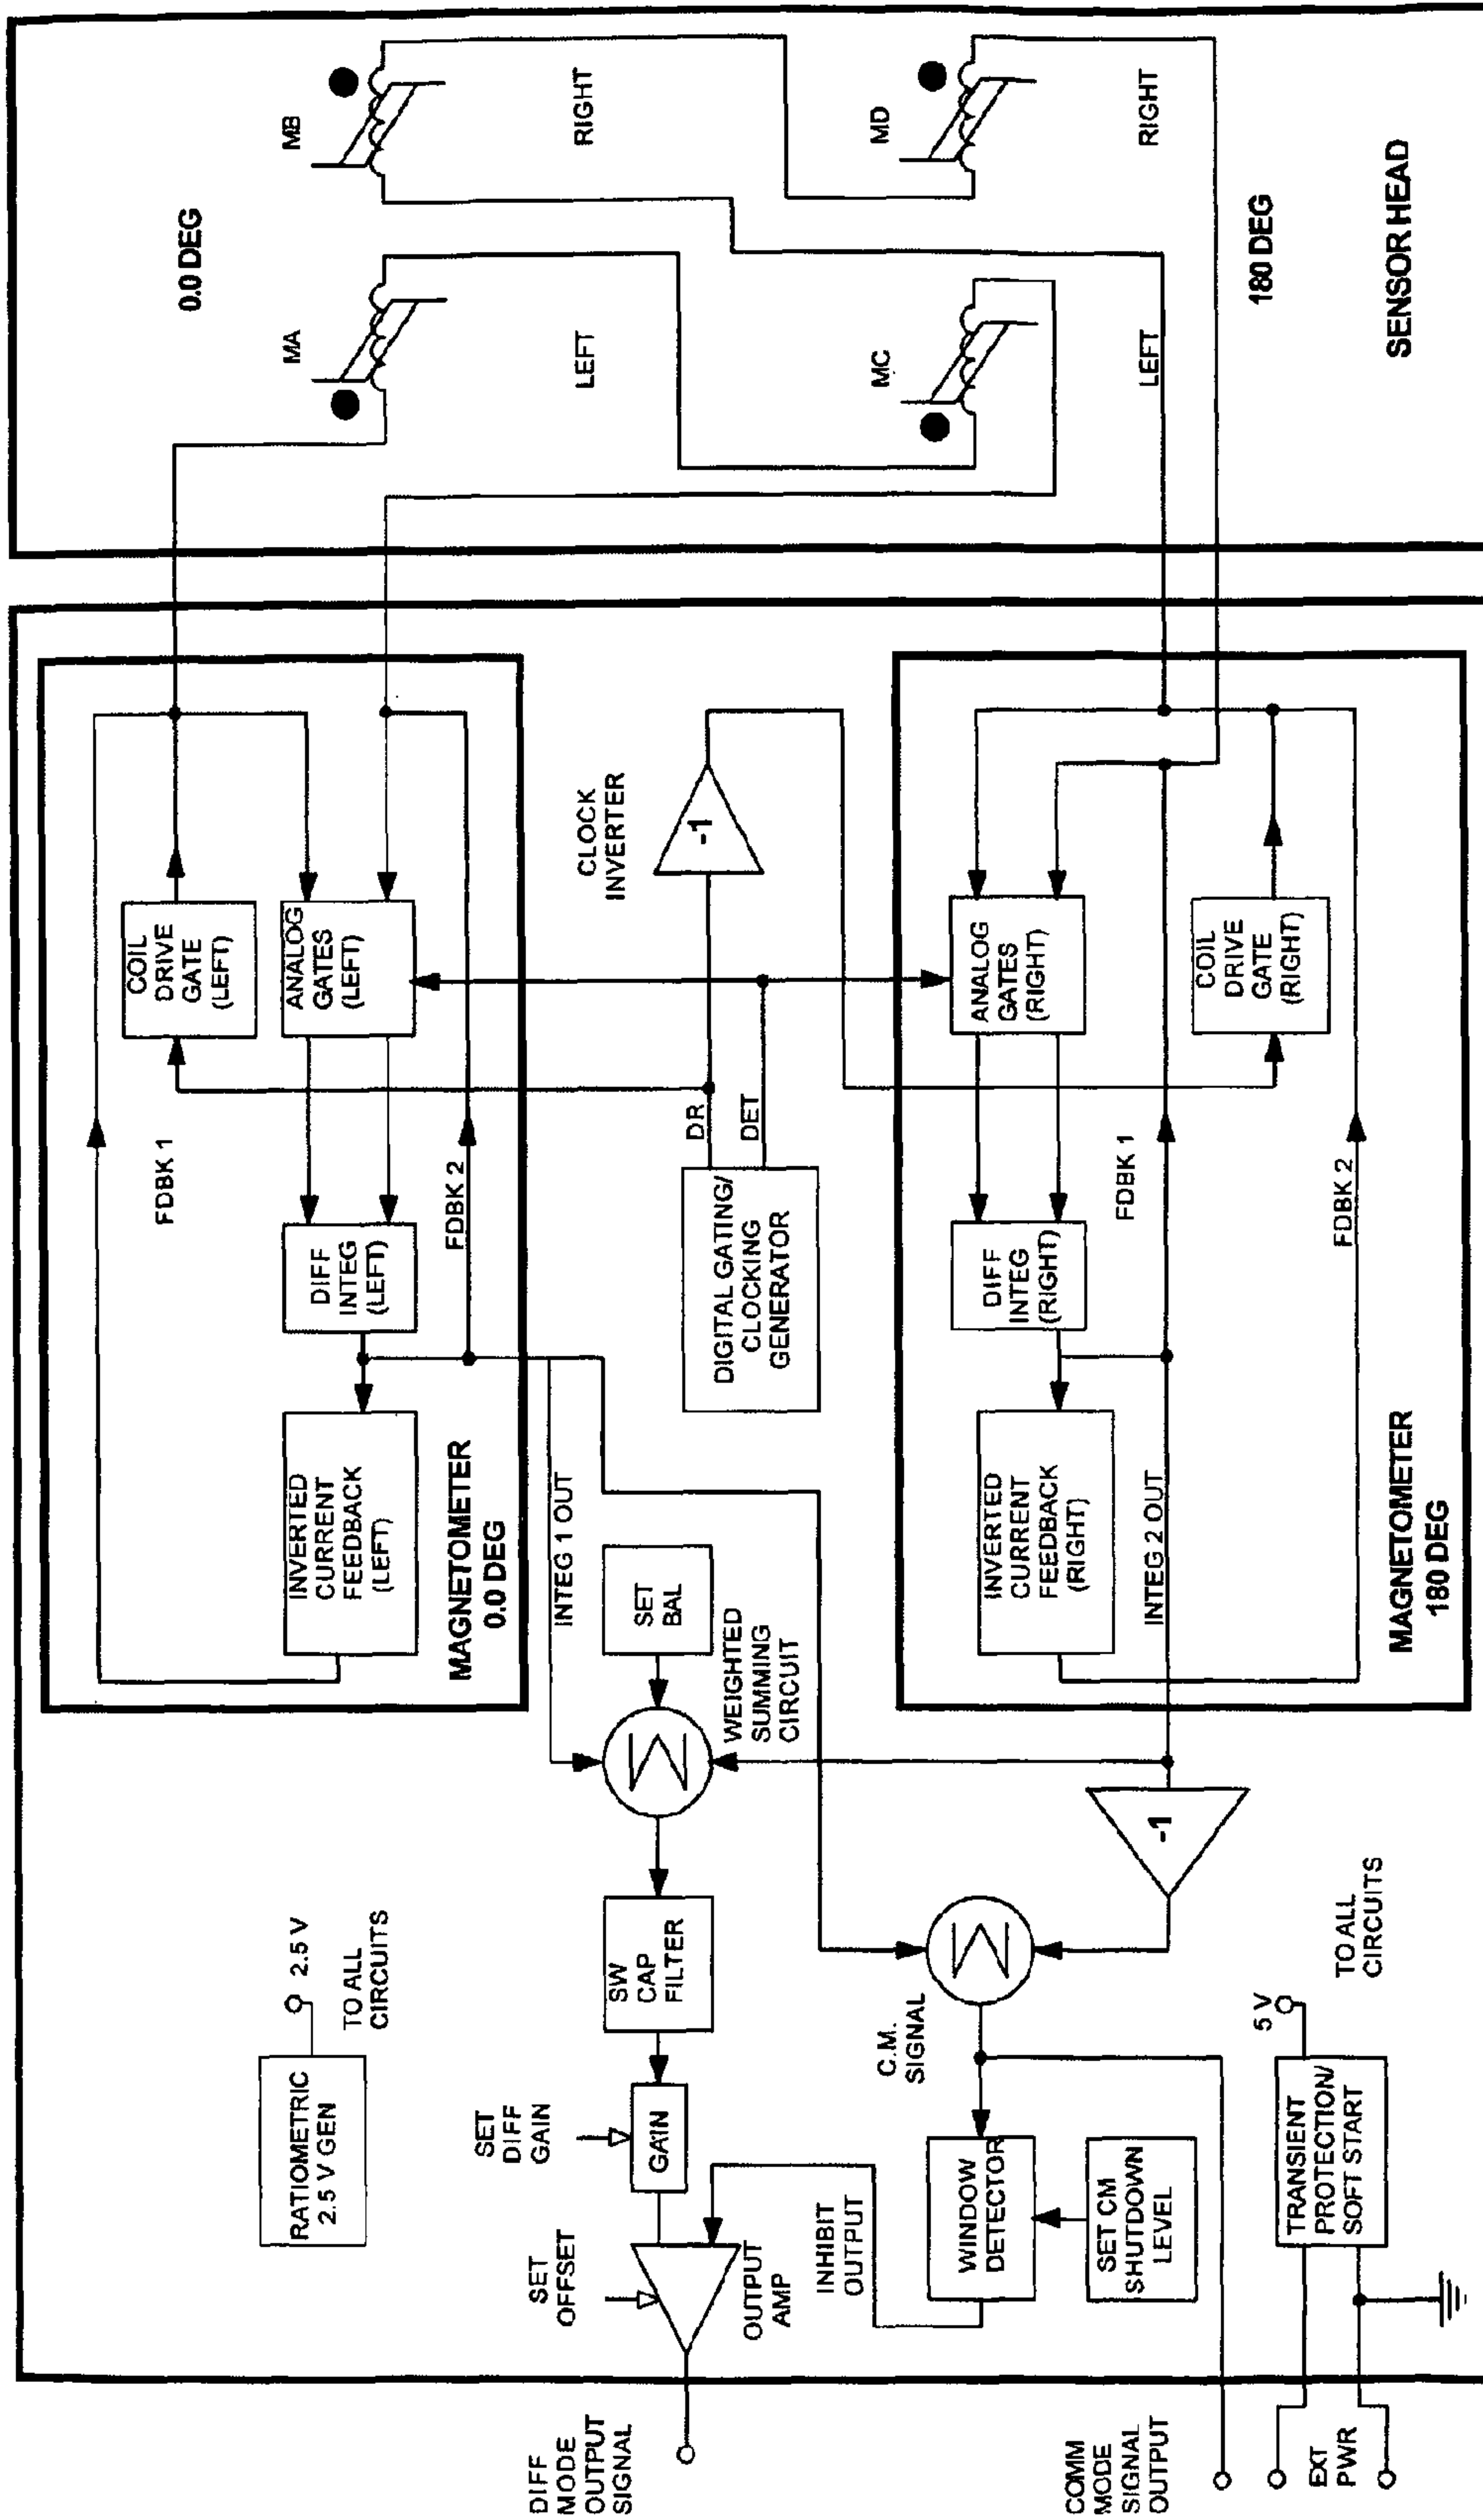 0.0 DEG
MA
MB
LEFT
RIGHT
MC
MD
LEFT
RIGHT
180 DEG
SENSOR HEAD
COIL
DRIVE
GATE
(LEFT)
ANALOG
GATES
(LEFT)
FDBK 1
FDBK 2
DIFF
INTEG
(LEFT)
INVERTED
CURRENT
FEEDBACK
(LEFT)
MAGNETOMETER
0.0 DEG
CLOCK
INVERTER
-1
DR
DET
DIGITAL GATING/
CLOCKING
GENERATOR
INTEG 1 OUT
SET
BAL
WEIGHTED
SUMMING
CIRCUIT
Σ
ANALOG
GATES
(RIGHT)
COIL
DRIVE
GATE
(RIGHT)
FDBK 1
FDBK 2
DIFF
INTEG
(RIGHT)
INVERTED
CURRENT
FEEDBACK
(RIGHT)
INTEG 2 OUT
MAGNETOMETER
180 DEG
-1
Σ
C.M.
SIGNAL
SW
CAP
FILTER
2.5 V
TO ALL
CIRCUITS
RATIOMETRIC
2.5 V GEN
SET
DIFF
GAIN
GAIN
SET
OFFSET
OUTPUT
AMP
INHIBIT
OUTPUT
WINDOW
DETECTOR
SET CM
SHUTDOWN
LEVEL
5 V
TO ALL
CIRCUITS
TRANSIENT
PROTECTION/
SOFT START
DIFF
MODE
OUTPUT
SIGNAL
COMM
MODE
SIGNAL
OUTPUT
EXT
PWR